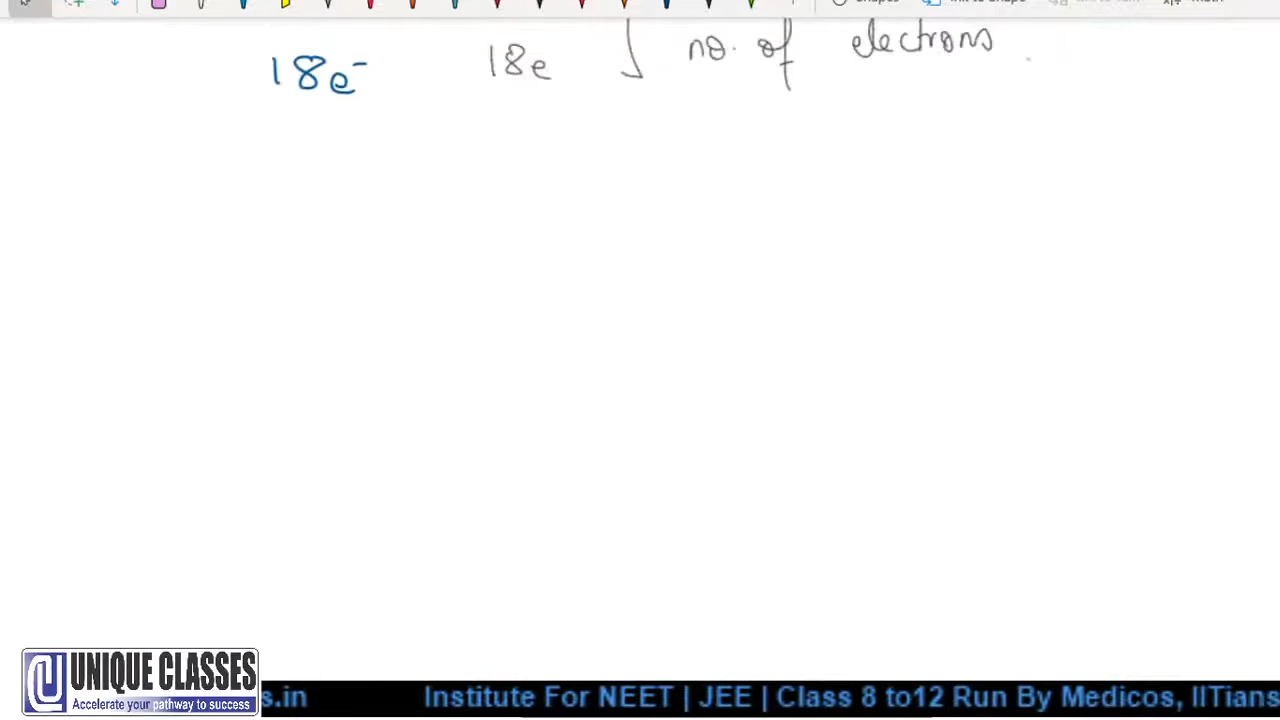 18e⁻ 18e no. of electrons
UNIQUE CLASSES
Accelerate your pathway to success
s.in Institute For NEET | JEE | Class 8 to12 Run By Medicos, IITians